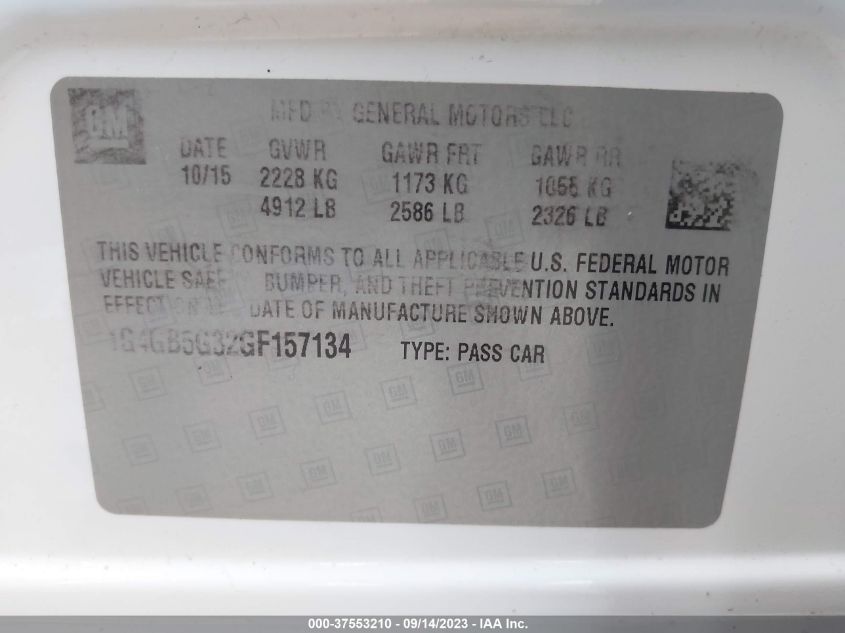 GM
MFD BY GENERAL MOTORS LLC
DATE GVWR GAWR FRT GAWR RR
10/15 2228 KG 1173 KG 1055 KG
4912 LB 2586 LB 2326 LB
THIS VEHICLE CONFORMS TO ALL APPLICABLE U.S. FEDERAL MOTOR
VEHICLE BUMPER, AND THEFT PREVENTION STANDARDS IN
EFFECT ON DATE OF MANUFACTURE SHOWN ABOVE.
1G4GB5G32GF157134 TYPE: PASS CAR
000-37553210 - 09/14/2023 - IAA Inc.